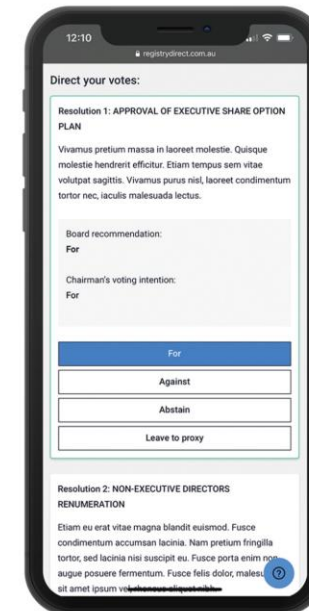 12:10
registrydirect.com.au
Direct your votes:
Resolution 1: APPROVAL OF EXECUTIVE SHARE OPTION
PLAN
Vivamus pretium massa in laoreet molestie. Quisque
molestie hendrerit efficitur. Etiam tempus sem vitae
volutpat sagittis. Vivamus purus nisl, laoreet condimentum
tortor nec, iaculis malesuada lectus.
Board recommendation:
For
Chairman's voting intention:
For
For
Against
Abstain
Leave to proxy
Resolution 2: NON-EXECUTIVE DIRECTORS
RENUMERATION
Etiam eu erat vitae magna blandit euismod. Fusce
condimentum accumsan lacinia. Nam pretium fringilla
tortor, sed lacinia nisi suscipit eu. Fusce porta enim non
augue posuere fermentum. Fusce felis dolor,
sit amet ipsum vel rhoncus aliquet nibh.
?